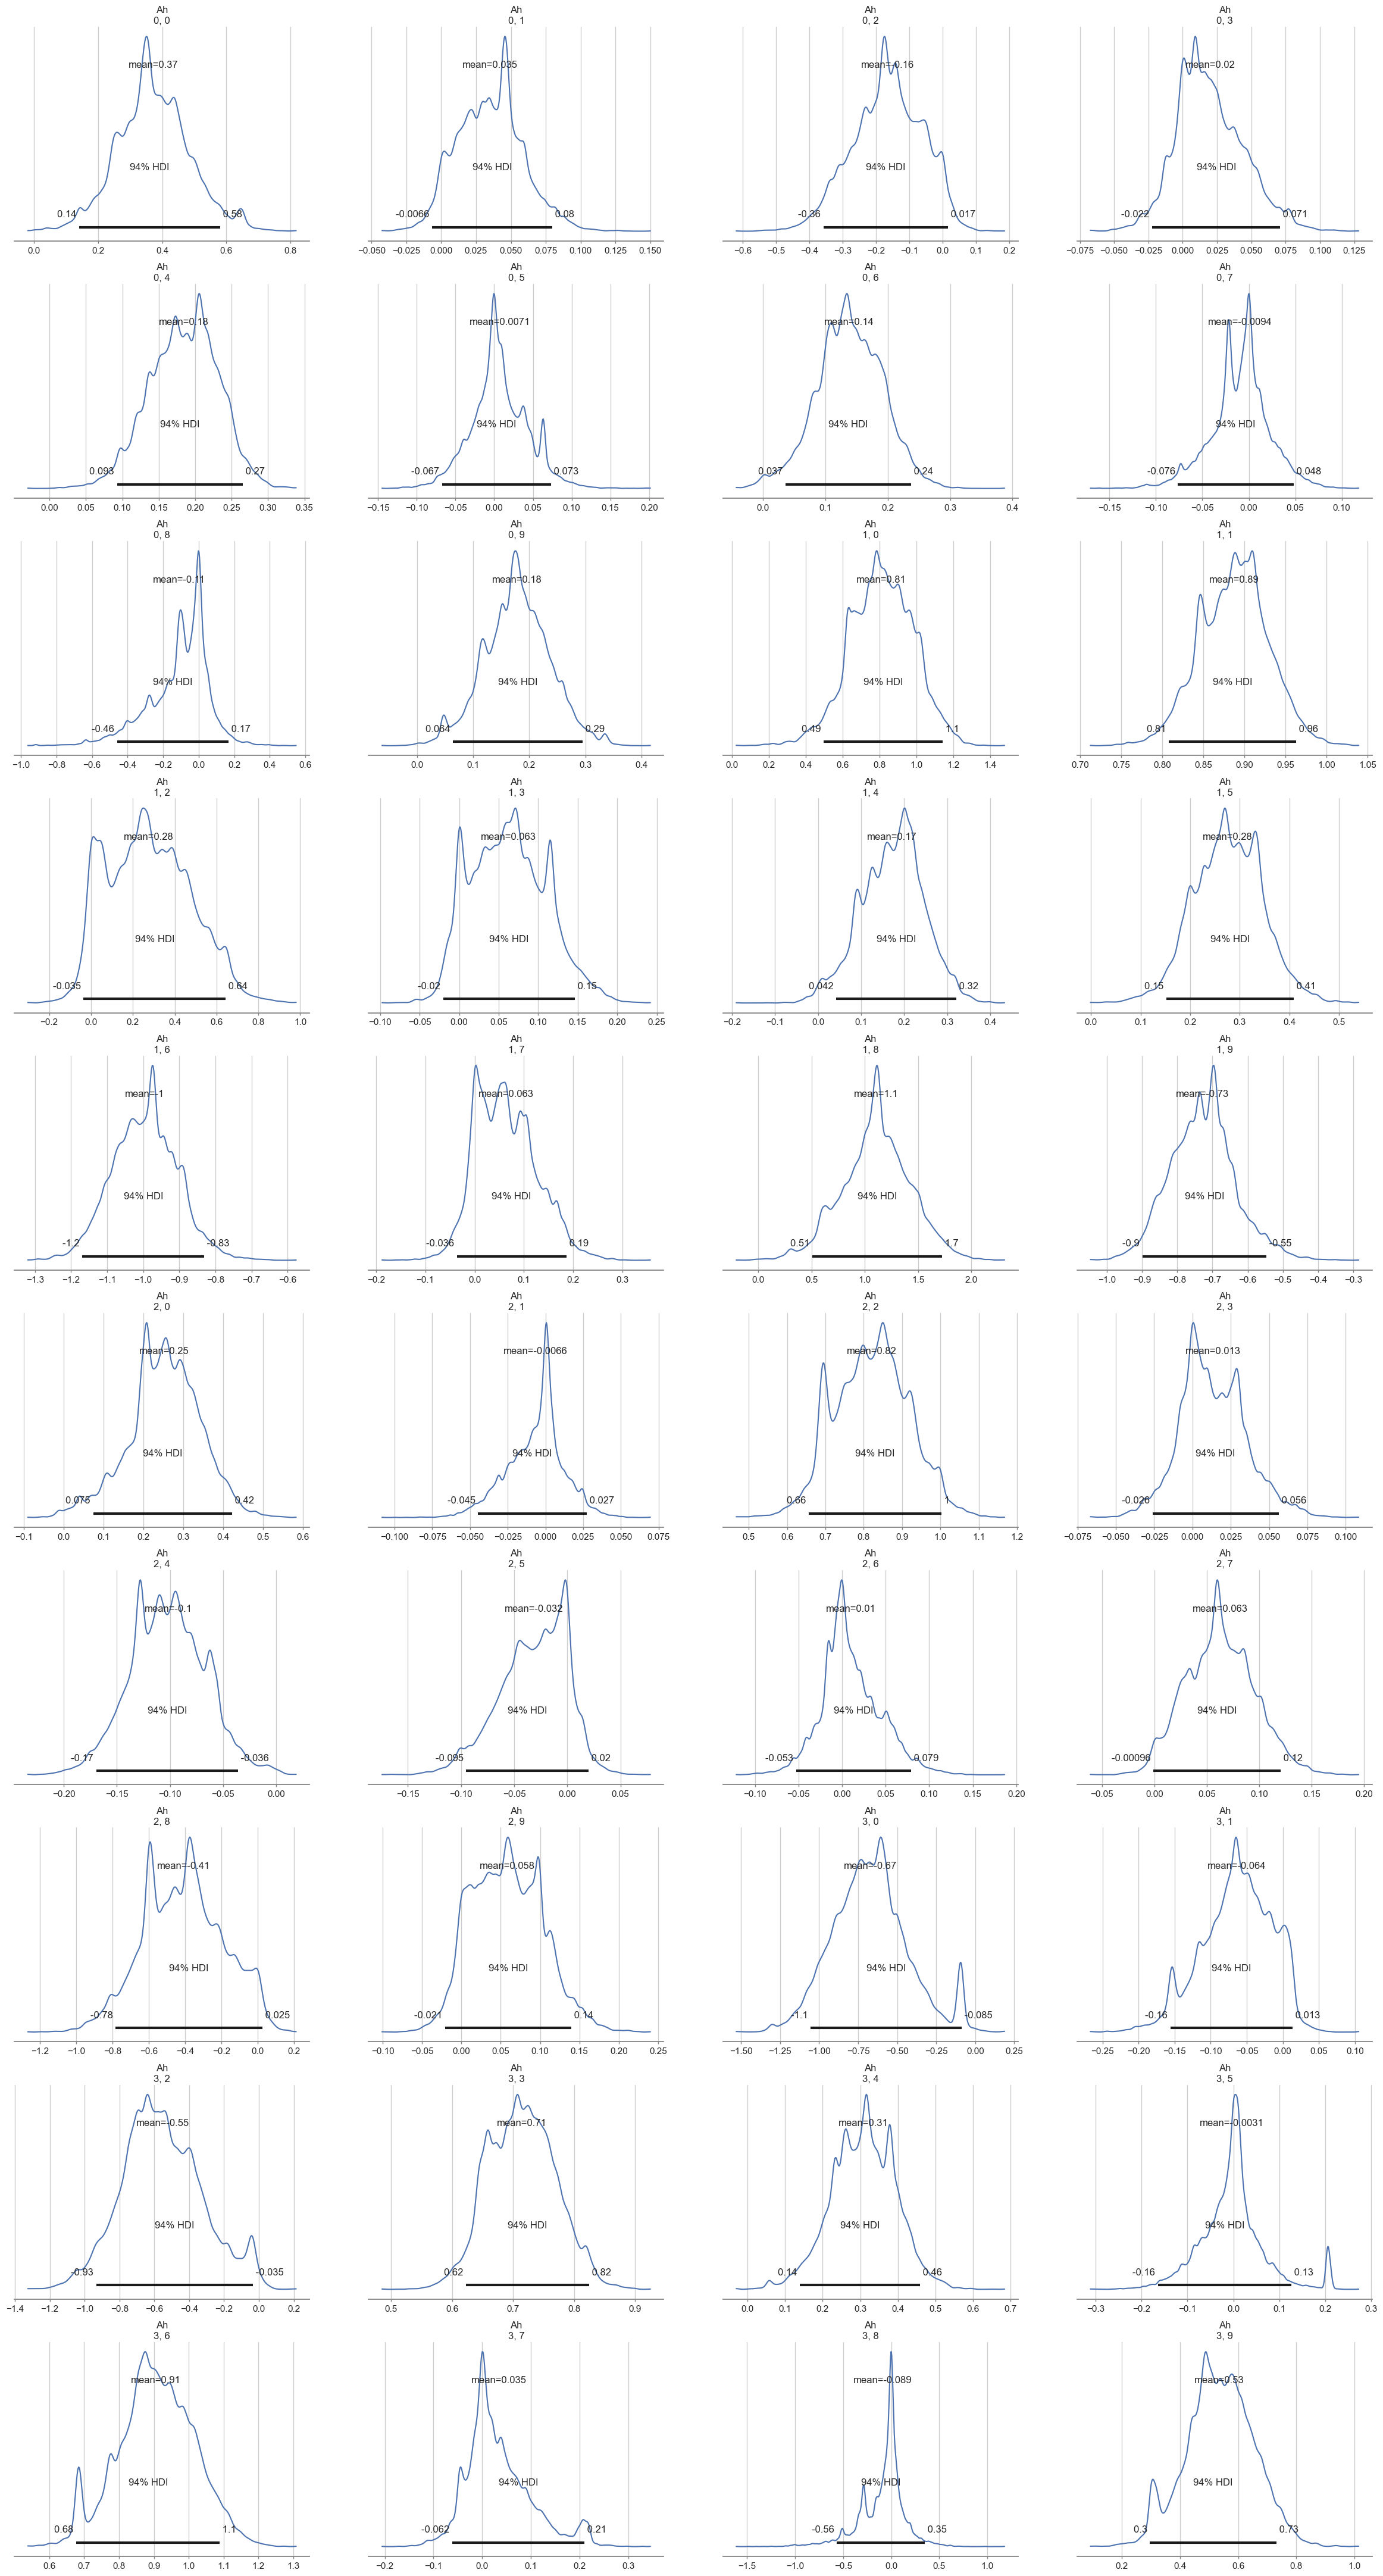 Ah
0, 0
mean=0.37
94% HDI
0.14 0.58
0.0 0.2 0.4 0.6 0.8
Ah
0, 1
mean=0.035
94% HDI
-0.0066 0.08
−0.050 −0.025 0.000 0.025 0.050 0.075 0.100 0.125 0.150
Ah
0, 2
mean=-0.16
94% HDI
-0.36 0.017
−0.6 −0.5 −0.4 −0.3 −0.2 −0.1 0.0 0.1 0.2
Ah
0, 3
mean=0.02
94% HDI
-0.022 0.071
−0.075 −0.050 −0.025 0.000 0.025 0.050 0.075 0.100 0.125
Ah
0, 4
mean=0.18
94% HDI
0.093 0.27
0.00 0.05 0.10 0.15 0.20 0.25 0.30 0.35
Ah
0, 5
mean=0.0071
94% HDI
-0.067 0.073
−0.15 −0.10 −0.05 0.00 0.05 0.10 0.15 0.20
Ah
0, 6
mean=0.14
94% HDI
0.037 0.24
0.0 0.1 0.2 0.3 0.4
Ah
0, 7
mean=-0.0094
94% HDI
-0.076 0.048
−0.15 −0.10 −0.05 0.00 0.05 0.10
Ah
0, 8
mean=-0.11
94% HDI
-0.46 0.17
−1.0 −0.8 −0.6 −0.4 −0.2 0.0 0.2 0.4 0.6
Ah
0, 9
mean=0.18
94% HDI
0.064 0.29
0.0 0.1 0.2 0.3 0.4
Ah
1, 0
mean=0.81
94% HDI
0.49 1.1
0.0 0.2 0.4 0.6 0.8 1.0 1.2 1.4
Ah
1, 1
mean=0.89
94% HDI
0.81 0.96
0.70 0.75 0.80 0.85 0.90 0.95 1.00 1.05
Ah
1, 2
mean=0.28
94% HDI
-0.035 0.64
−0.2 0.0 0.2 0.4 0.6 0.8 1.0
Ah
1, 3
mean=0.063
94% HDI
-0.02 0.15
−0.10 −0.05 0.00 0.05 0.10 0.15 0.20 0.25
Ah
1, 4
mean=0.17
94% HDI
0.042 0.32
−0.2 −0.1 0.0 0.1 0.2 0.3 0.4
Ah
1, 5
mean=0.28
94% HDI
0.15 0.41
0.0 0.1 0.2 0.3 0.4 0.5
Ah
1, 6
mean=-1
94% HDI
-1.2 -0.83
−1.3 −1.2 −1.1 −1.0 −0.9 −0.8 −0.7 −0.6
Ah
1, 7
mean=0.063
94% HDI
-0.036 0.19
−0.2 −0.1 0.0 0.1 0.2 0.3
Ah
1, 8
mean=1.1
94% HDI
0.51 1.7
0.0 0.5 1.0 1.5 2.0
Ah
1, 9
mean=-0.73
94% HDI
-0.9 -0.55
−1.0 −0.9 −0.8 −0.7 −0.6 −0.5 −0.4 −0.3
Ah
2, 0
mean=0.25
94% HDI
0.075 0.42
−0.1 0.0 0.1 0.2 0.3 0.4 0.5 0.6
Ah
2, 1
mean=-0.0066
94% HDI
-0.045 0.027
−0.100 −0.075 −0.050 −0.025 0.000 0.025 0.050 0.075
Ah
2, 2
mean=0.82
94% HDI
0.66 1
0.5 0.6 0.7 0.8 0.9 1.0 1.1 1.2
Ah
2, 3
mean=0.013
94% HDI
-0.026 0.056
−0.075 −0.050 −0.025 0.000 0.025 0.050 0.075 0.100
Ah
2, 4
mean=-0.1
94% HDI
-0.17 -0.036
−0.20 −0.15 −0.10 −0.05 0.00
Ah
2, 5
mean=-0.032
94% HDI
-0.095 0.02
−0.15 −0.10 −0.05 0.00 0.05
Ah
2, 6
mean=0.01
94% HDI
-0.053 0.079
−0.10 −0.05 0.00 0.05 0.10 0.15 0.20
Ah
2, 7
mean=0.063
94% HDI
-0.00096 0.12
−0.05 0.00 0.05 0.10 0.15 0.20
Ah
2, 8
mean=-0.41
94% HDI
-0.78 0.025
−1.2 −1.0 −0.8 −0.6 −0.4 −0.2 0.0 0.2
Ah
2, 9
mean=0.058
94% HDI
-0.021 0.14
−0.10 −0.05 0.00 0.05 0.10 0.15 0.20 0.25
Ah
3, 0
mean=-0.67
94% HDI
-1.1 -0.085
−1.50 −1.25 −1.00 −0.75 −0.50 −0.25 0.00 0.25
Ah
3, 1
mean=-0.064
94% HDI
-0.16 0.013
−0.25 −0.20 −0.15 −0.10 −0.05 0.00 0.05 0.10
Ah
3, 2
mean=-0.55
94% HDI
-0.93 -0.035
−1.4 −1.2 −1.0 −0.8 −0.6 −0.4 −0.2 0.0 0.2
Ah
3, 3
mean=0.71
94% HDI
0.62 0.82
0.5 0.6 0.7 0.8 0.9
Ah
3, 4
mean=0.31
94% HDI
0.14 0.46
0.0 0.1 0.2 0.3 0.4 0.5 0.6 0.7
Ah
3, 5
mean=-0.0031
94% HDI
-0.16 0.13
−0.3 −0.2 −0.1 0.0 0.1 0.2 0.3
Ah
3, 6
mean=0.91
94% HDI
0.68 1.1
0.5 0.6 0.7 0.8 0.9 1.0 1.1 1.2 1.3
Ah
3, 7
mean=0.035
94% HDI
-0.062 0.21
−0.2 −0.1 0.0 0.1 0.2 0.3
Ah
3, 8
mean=-0.089
94% HDI
-0.56 0.35
−1.5 −1.0 −0.5 0.0 0.5 1.0
Ah
3, 9
mean=0.53
94% HDI
0.3 0.73
0.2 0.4 0.6 0.8 1.0